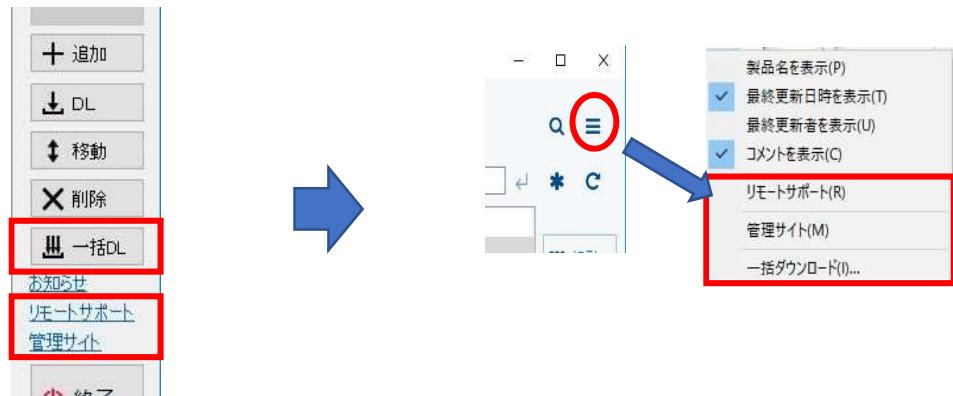 追加
DL
移動
削除
一括DL
お知らせ
リモートサポート
管理サイト
終了
製品名を表示(P)
最終更新日時を表示(T)
最終更新者を表示(U)
コメントを表示(C)
リモートサポート(R)
管理サイト(M)
一括ダウンロード(I)...